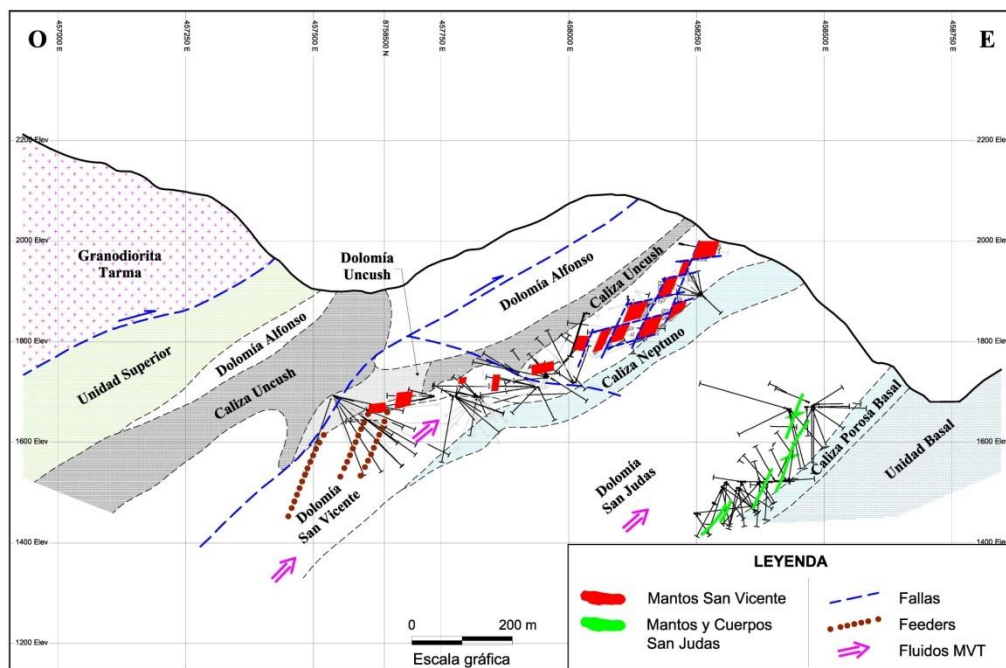 457000 E
457250 E
457500 E
8758600 N
457750 E
458000 E
458250 E
458500 E
458750 E
O
E
2200 Elev
2200 Elev
2000 Elev
2000 Elev
1800 Elev
1800 Elev
1600 Elev
1600 Elev
1400 Elev
1400 Elev
1200 Elev
Granodiorita
Tarma
Dolomía
Uncush
Dolomía Alfonso
Caliza Uncush
Unidad Superior
Dolomía Alfonso
Caliza Uncush
Caliza Neptuno
Dolomía
San Vicente
Dolomía
San Judas
Caliza Porosa Basal
Unidad Basal
0 200 m
Escala gráfica
LEYENDA
Mantos San Vicente
Mantos y Cuerpos
San Judas
Fallas
Feeders
Fluidos MVT